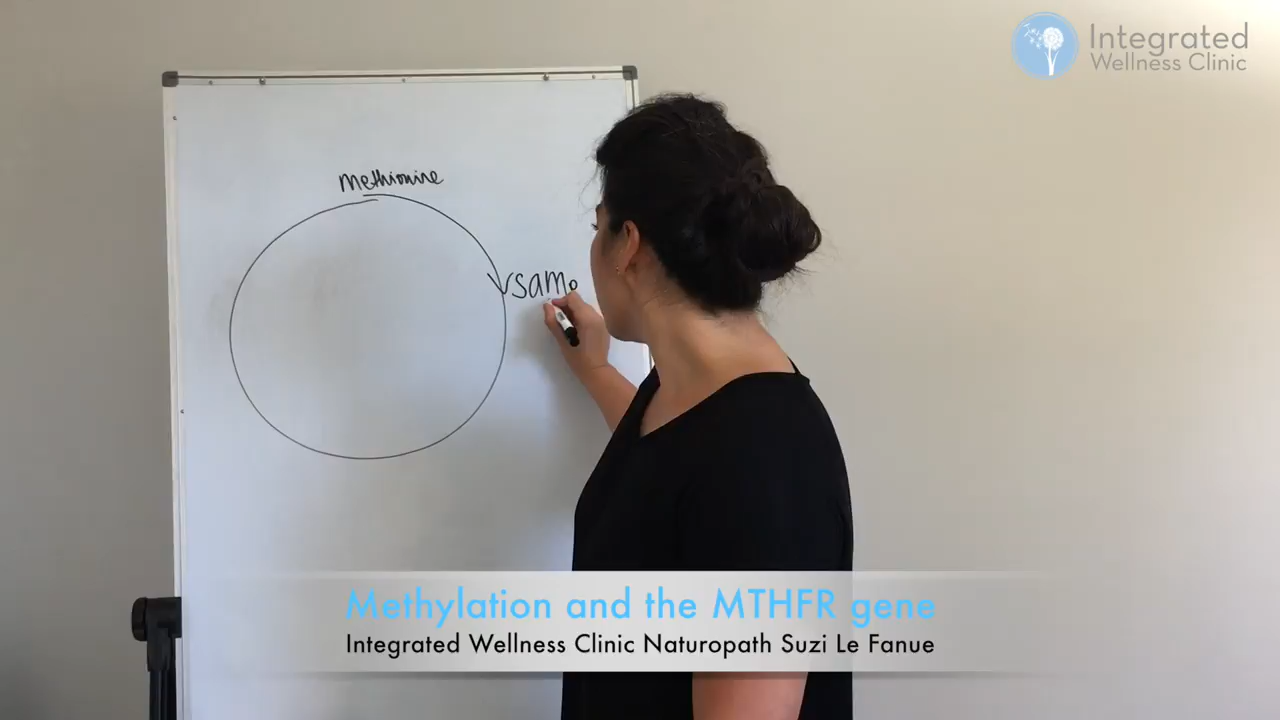 Integrated
Wellness Clinic
Methionine
SAMe
Methylation and the MTHFR gene
Integrated Wellness Clinic Naturopath Suzi Le Fanue